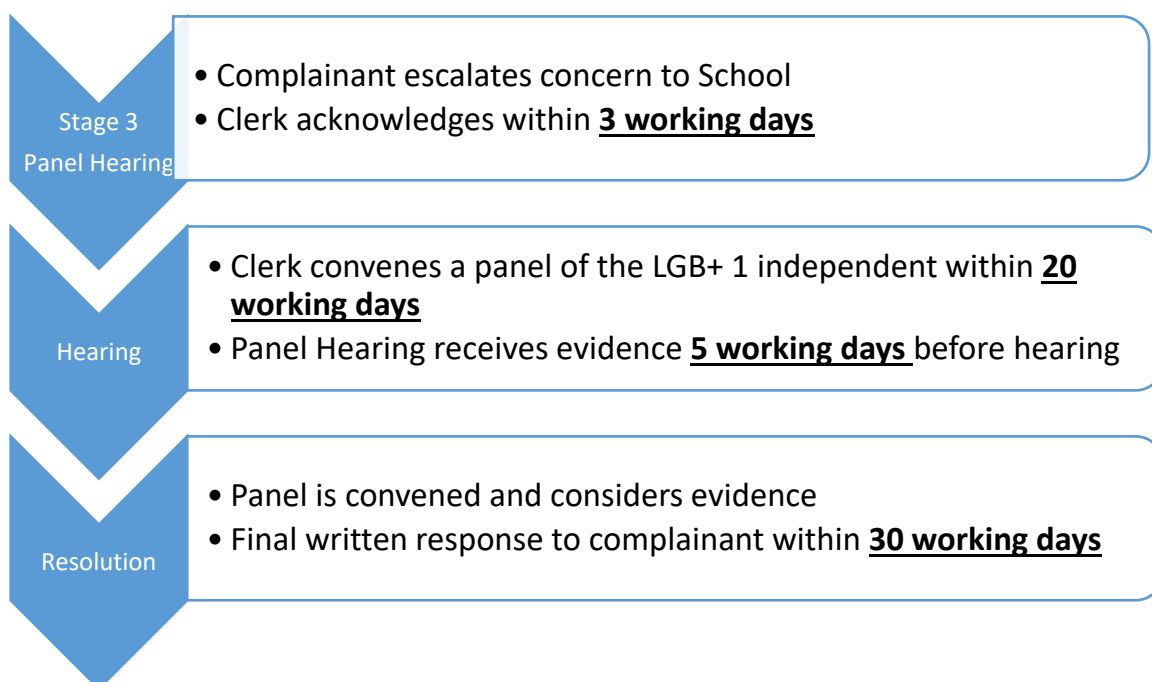 Stage 3
Panel Hearing
• Complainant escalates concern to School
• Clerk acknowledges within 3 working days
Hearing
• Clerk convenes a panel of the LGB+ 1 independent within 20
working days
• Panel Hearing receives evidence 5 working days before hearing
Resolution
• Panel is convened and considers evidence
• Final written response to complainant within 30 working days